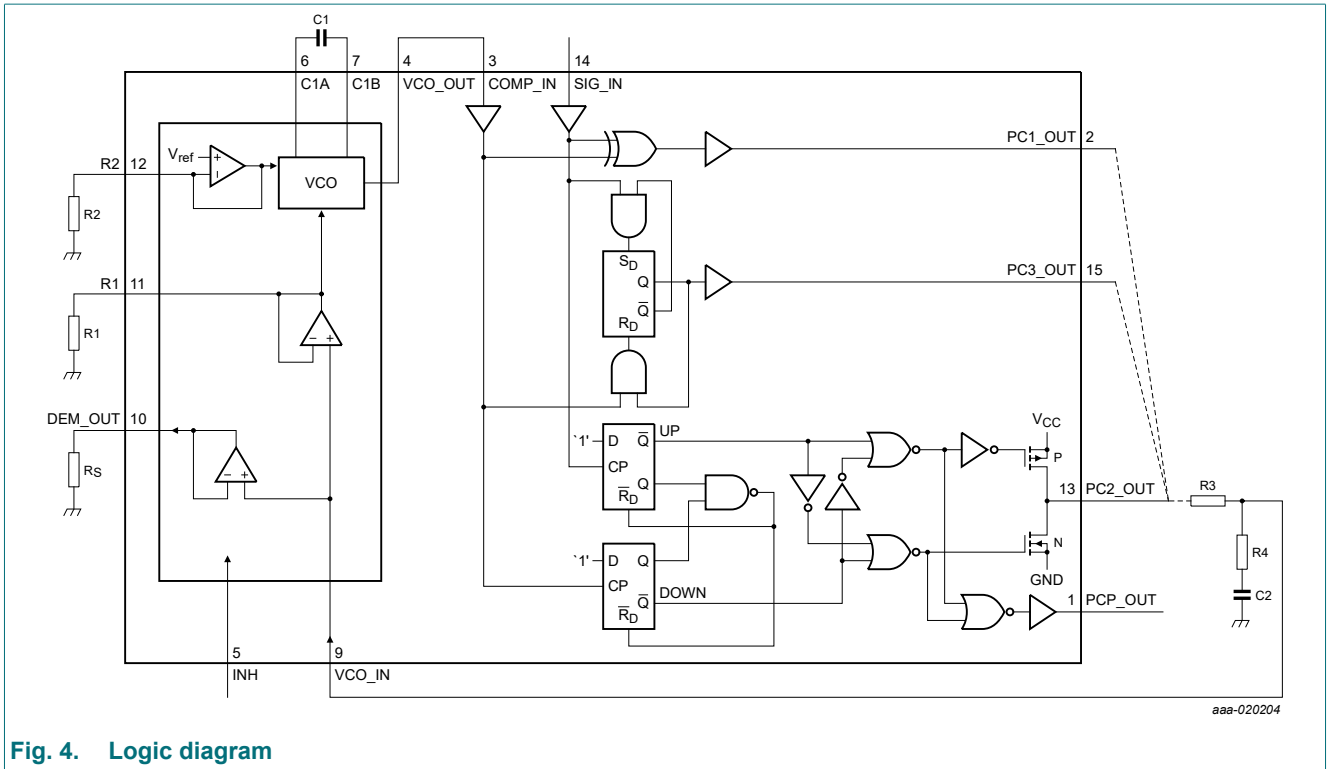 C1
6 7 4 3 14
C1A C1B VCO_OUT COMP_IN SIG_IN
R2 12
Vref
+
−
VCO
R2
PC1_OUT 2
R1 11
R1
− +
SD
Q
Q
RD
PC3_OUT 15
DEM_OUT 10
RS
− +
'1' D Q UP
CP
Q
RD
'1' D Q
CP
Q DOWN
RD
VCC
P
13 PC2_OUT
N
GND
R3
R4
C2
1 PCP_OUT
5 9
INH VCO_IN
aaa-020204
Fig. 4. Logic diagram